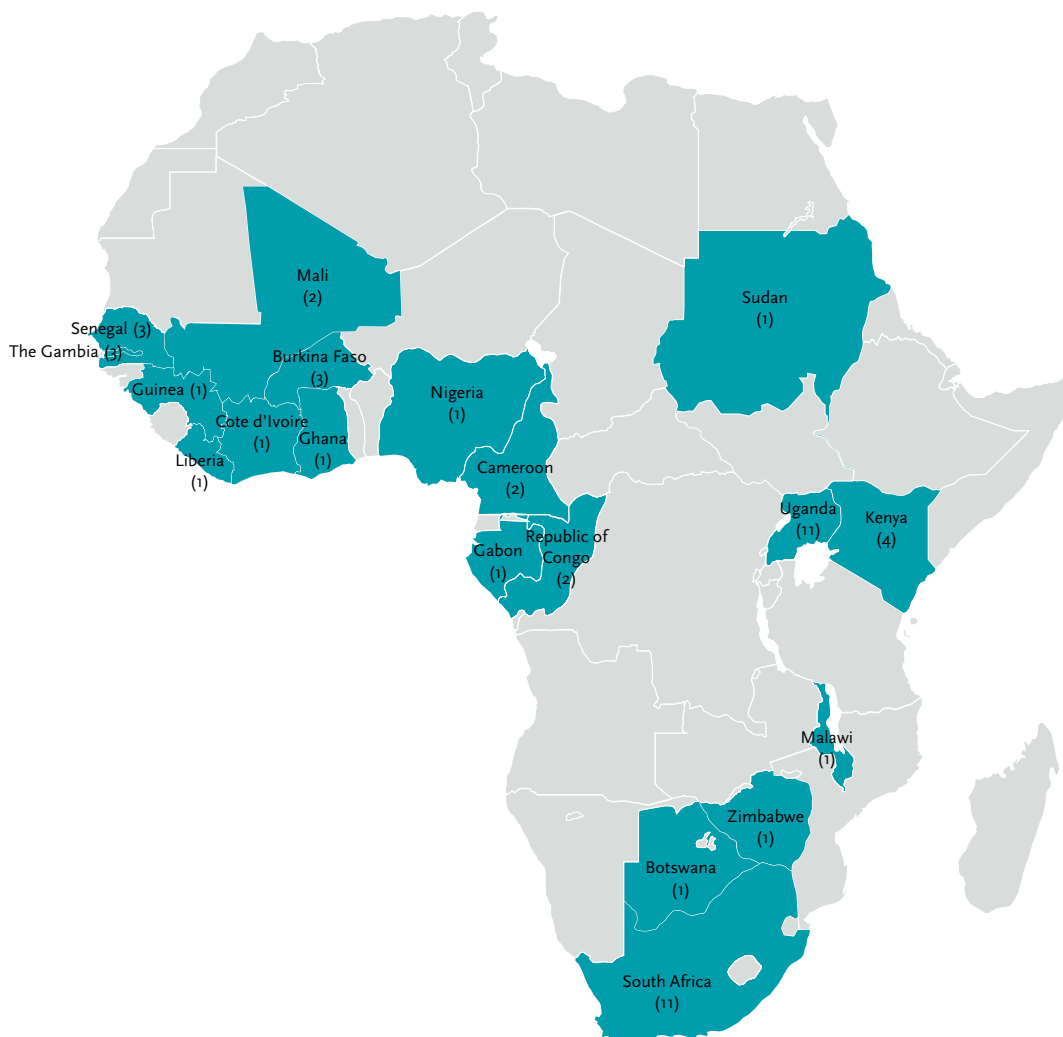 Mali
(2)
Sudan
(1)
Senegal (3)
The Gambia (3)
Burkina Faso
(3)
Guinea (1)
Nigeria
(1)
Cote d'Ivoire
(1)
Ghana
(1)
Liberia
(1)
Cameroon
(2)
Uganda
(11)
Kenya
(4)
Republic of
Congo
(2)
Gabon
(1)
Malawi
(1)
Zimbabwe
(1)
Botswana
(1)
South Africa
(11)